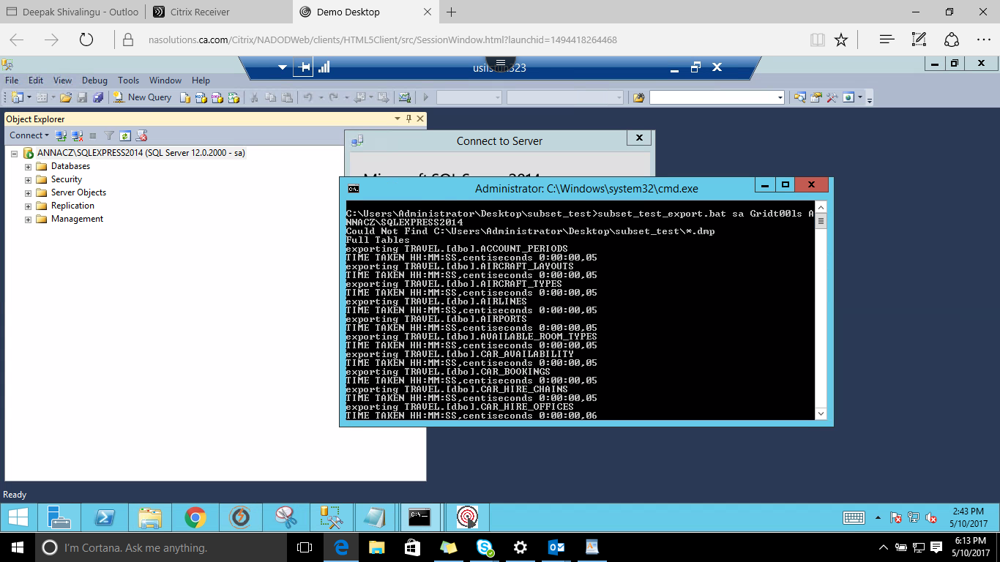 Deepak Shivalingu - Outloo
Citrix Receiver
Demo Desktop
nasolutions.ca.com/Citrix/NADODWeb/clients/HTML5Client/src/SessionWindow.html?launchid=1494418264468
File Edit View Debug Tools Window Help
New Query
Object Explorer
Connect
ANNACZ\SQLEXPRESS2014 (SQL Server 12.0.2000 - sa)
Databases
Security
Server Objects
Replication
Management
Connect to Server
Administrator: C:\Windows\system32\cmd.exe
C:\Users\Administrator\Desktop\subset_test>subset_test_export.bat sa Gridt00ls A
NNACZ\SQLEXPRESS2014
Could Not Find C:\Users\Administrator\Desktop\subset_test\*.dmp
Full Tables
exporting TRAVEL.[dbo].ACCOUNT_PERIODS
TIME TAKEN HH:MM:SS,centiseconds 0:00:00,05
exporting TRAVEL.[dbo].AIRCRAFT_LAYOUTS
TIME TAKEN HH:MM:SS,centiseconds 0:00:00,05
exporting TRAVEL.[dbo].AIRCRAFT_TYPES
TIME TAKEN HH:MM:SS,centiseconds 0:00:00,05
exporting TRAVEL.[dbo].AIRLINES
TIME TAKEN HH:MM:SS,centiseconds 0:00:00,05
exporting TRAVEL.[dbo].AIRPORTS
TIME TAKEN HH:MM:SS,centiseconds 0:00:00,05
exporting TRAVEL.[dbo].AVAILABLE_ROOM_TYPES
TIME TAKEN HH:MM:SS,centiseconds 0:00:00,05
exporting TRAVEL.[dbo].CAR_AVAILABILITY
TIME TAKEN HH:MM:SS,centiseconds 0:00:00,05
exporting TRAVEL.[dbo].CAR_BOOKINGS
TIME TAKEN HH:MM:SS,centiseconds 0:00:00,05
exporting TRAVEL.[dbo].CAR_HIRE_CHAINS
TIME TAKEN HH:MM:SS,centiseconds 0:00:00,05
exporting TRAVEL.[dbo].CAR_HIRE_OFFICES
TIME TAKEN HH:MM:SS,centiseconds 0:00:00,06
Ready
2:43 PM
5/10/2017
I'm Cortana. Ask me anything.
6:13 PM
5/10/2017